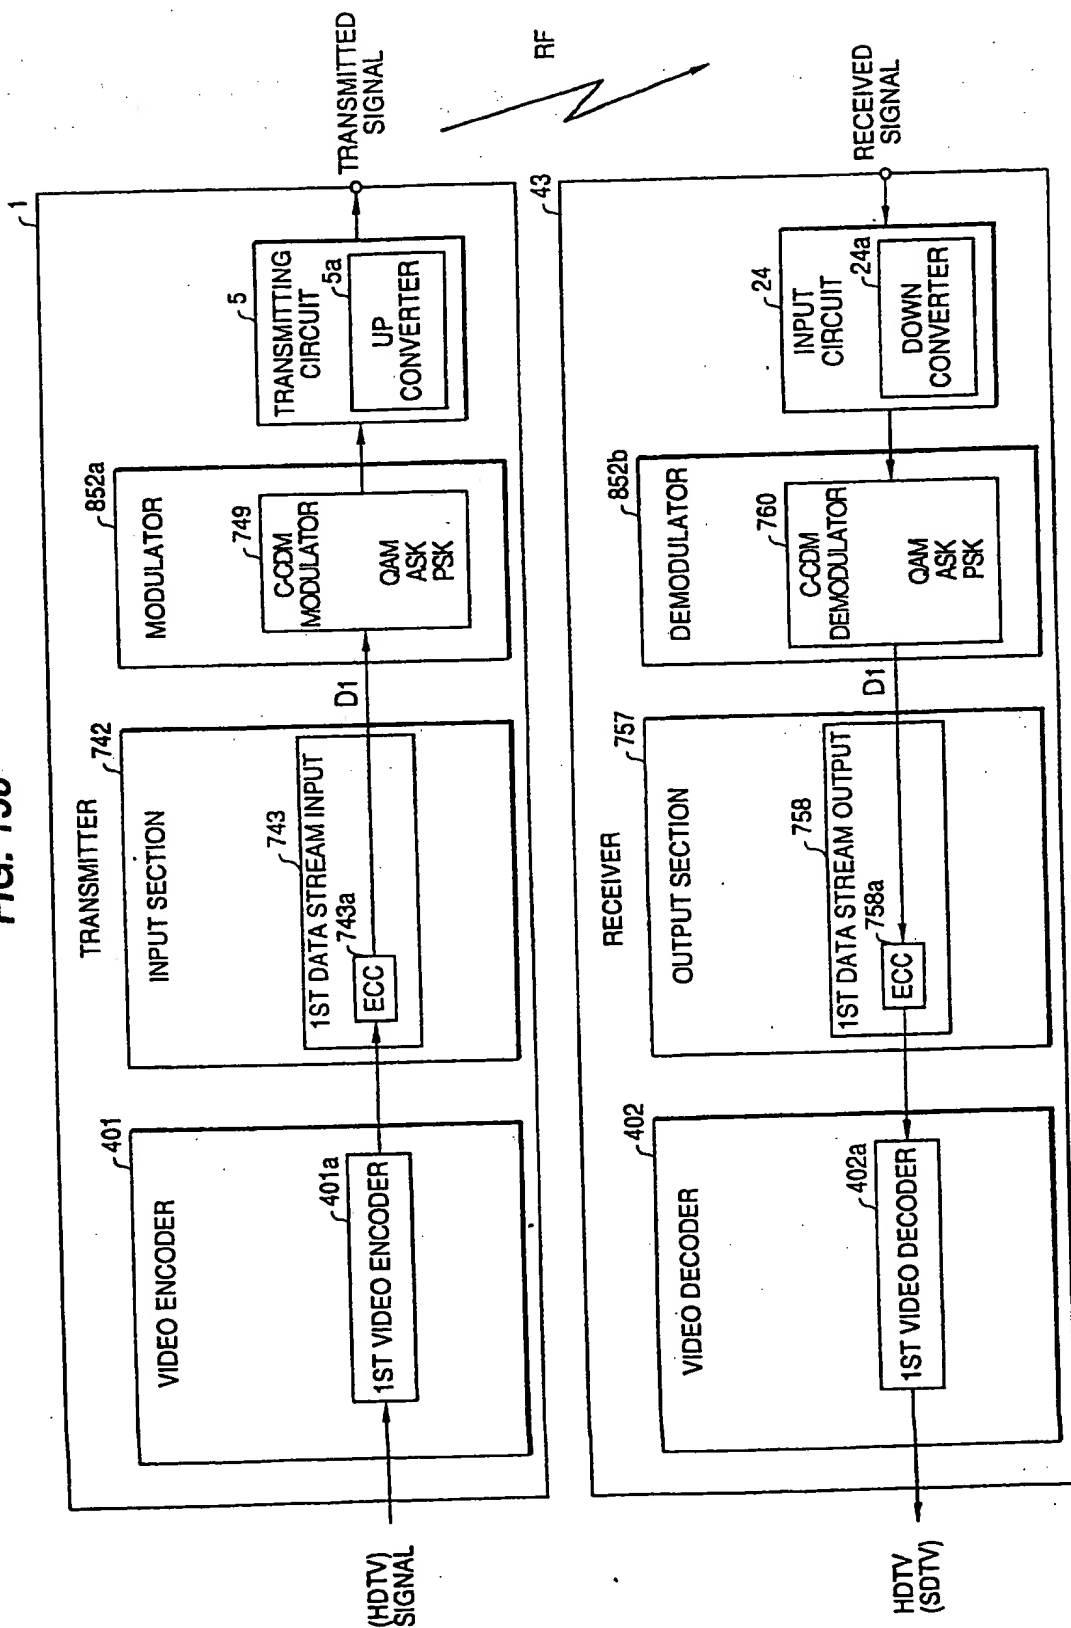 TRANSMITTER
1
(HDTV)
SIGNAL
401
VIDEO ENCODER
401a
1ST VIDEO ENCODER
742
INPUT SECTION
743
1ST DATA STREAM INPUT
743a
ECC
D1
852a
MODULATOR
749
C-CDM
MODULATOR
QAM
ASK
PSK
5
TRANSMITTING
CIRCUIT
5a
UP
CONVERTER
TRANSMITTED
SIGNAL
RF
RECEIVER
43
HDTV
(SDTV)
402
VIDEO DECODER
402a
1ST VIDEO DECODER
757
OUTPUT SECTION
758
1ST DATA STREAM OUTPUT
758a
ECC
D1
852b
DEMODULATOR
760
C-CDM
DEMODULATOR
QAM
ASK
PSK
24
INPUT
CIRCUIT
24a
DOWN
CONVERTER
RECEIVED
SIGNAL